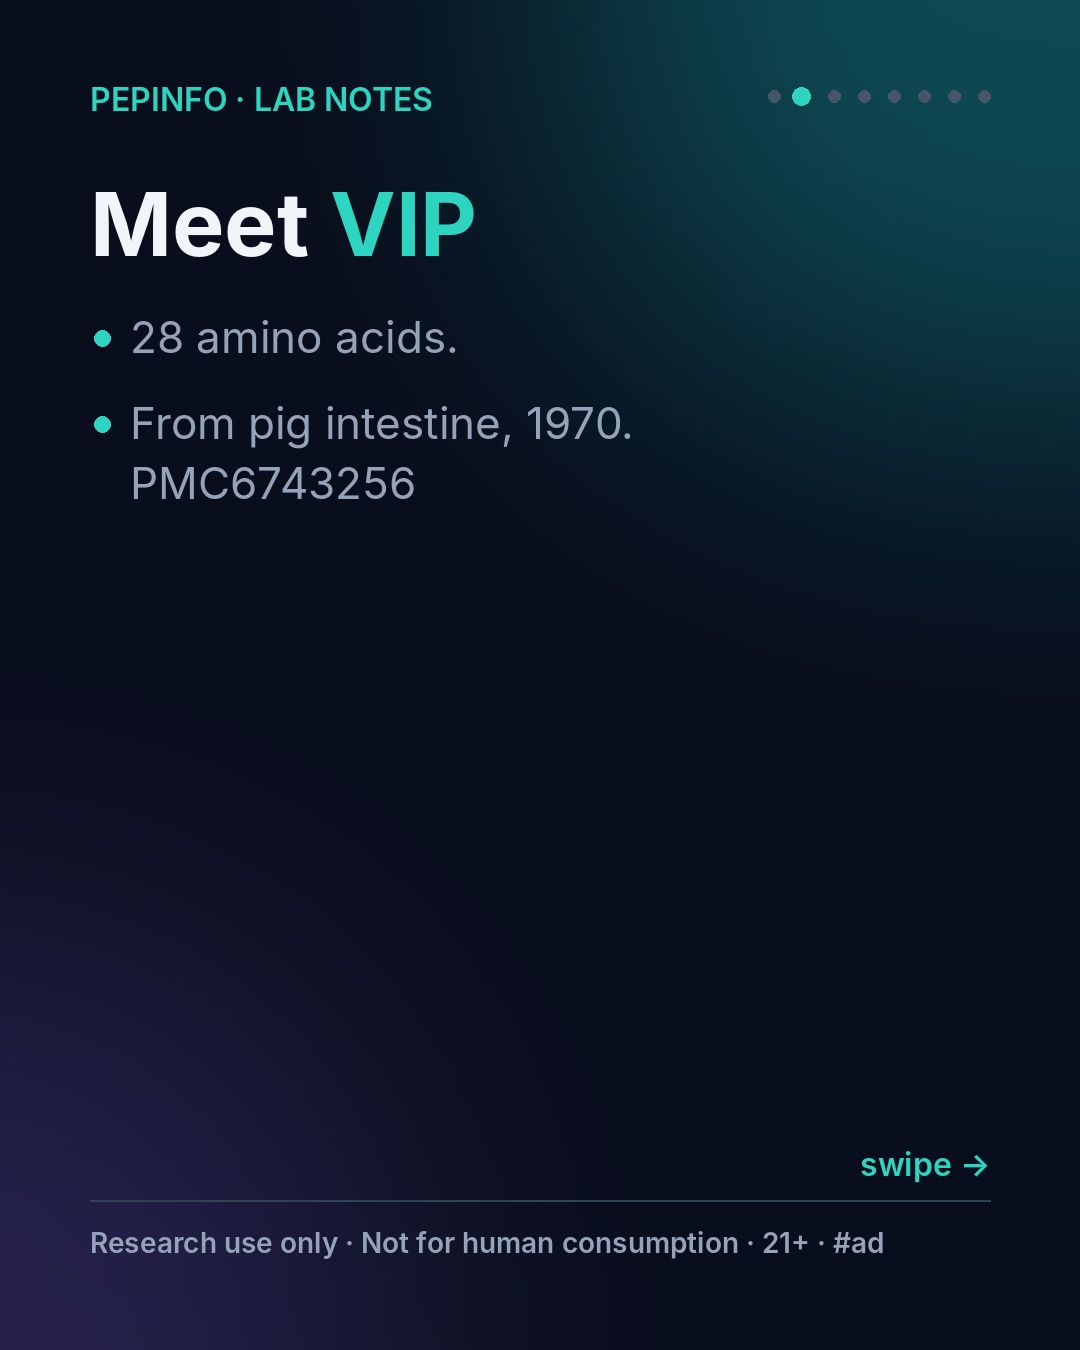 PEPINFO · LAB NOTES
Meet VIP
28 amino acids.
From pig intestine, 1970.
PMC6743256
swipe →
Research use only · Not for human consumption · 21+ · #ad